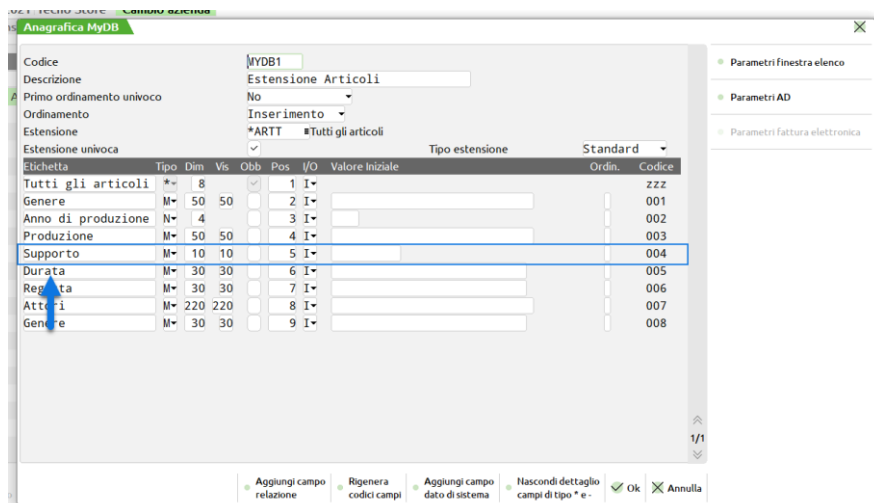 2021 Tecno Store Cambio azienda
Anagrafica MyDB
Codice MYDB1
Descrizione Estensione Articoli
Primo ordinamento univoco No
Ordinamento Inserimento
Estensione *ARTT Tutti gli articoli
Estensione univoca Tipo estensione Standard
Etichetta Tipo Dim Vis Obb Pos I/O Valore Iniziale Ordin. Codice
Tutti gli articoli * 8 1 I zzz
Genere M 50 50 2 I 001
Anno di produzione N 4 3 I 002
Produzione M 50 50 4 I 003
Supporto M 10 10 5 I 004
Durata M 30 30 6 I 005
Regista M 30 30 7 I 006
Attori M 220 220 8 I 007
Genere M 30 30 9 I 008
Parametri finestra elenco
Parametri AD
Parametri fattura elettronica
1/1
Aggiungi campo relazione
Rigenera codici campi
Aggiungi campo dato di sistema
Nascondi dettaglio campi di tipo * e -
Ok
Annulla